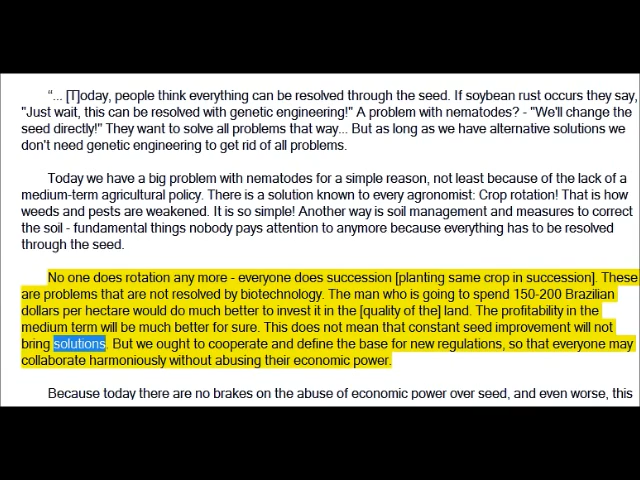 “... [T]oday, people think everything can be resolved through the seed. If soybean rust occurs they say,
"Just wait, this can be resolved with genetic engineering!" A problem with nematodes? - "We'll change the
seed directly!" They want to solve all problems that way... But as long as we have alternative solutions we
don't need genetic engineering to get rid of all problems.
Today we have a big problem with nematodes for a simple reason, not least because of the lack of a
medium-term agricultural policy. There is a solution known to every agronomist: Crop rotation! That is how
weeds and pests are weakened. It is so simple! Another way is soil management and measures to correct
the soil - fundamental things nobody pays attention to anymore because everything has to be resolved
through the seed.
No one does rotation any more - everyone does succession [planting same crop in succession]. These
are problems that are not resolved by biotechnology. The man who is going to spend 150-200 Brazilian
dollars per hectare would do much better to invest it in the [quality of the] land. The profitability in the
medium term will be much better for sure. This does not mean that constant seed improvement will not
bring solutions. But we ought to cooperate and define the base for new regulations, so that everyone may
collaborate harmoniously without abusing their economic power.
Because today there are no brakes on the abuse of economic power over seed, and even worse, this